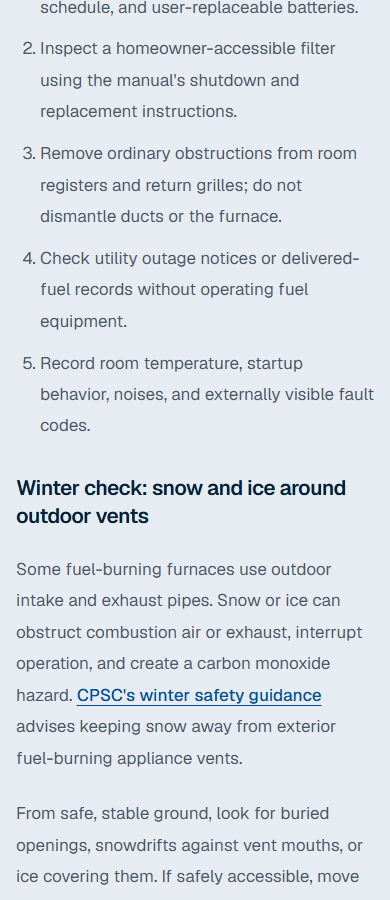 schedule, and user-replaceable batteries.
2. Inspect a homeowner-accessible filter
using the manual's shutdown and
replacement instructions.
3. Remove ordinary obstructions from room
registers and return grilles; do not
dismantle ducts or the furnace.
4. Check utility outage notices or delivered-
fuel records without operating fuel
equipment.
5. Record room temperature, startup
behavior, noises, and externally visible fault
codes.
Winter check: snow and ice around
outdoor vents
Some fuel-burning furnaces use outdoor
intake and exhaust pipes. Snow or ice can
obstruct combustion air or exhaust, interrupt
operation, and create a carbon monoxide
hazard. CPSC's winter safety guidance
advises keeping snow away from exterior
fuel-burning appliance vents.
From safe, stable ground, look for buried
openings, snowdrifts against vent mouths, or
ice covering them. If safely accessible, move